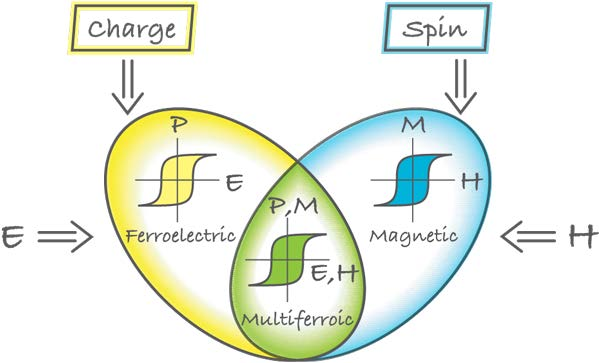 Charge
Spin
P
M
E
H
Ferroelectric
P,M
Magnetic
E
H
E,H
Multiferroic